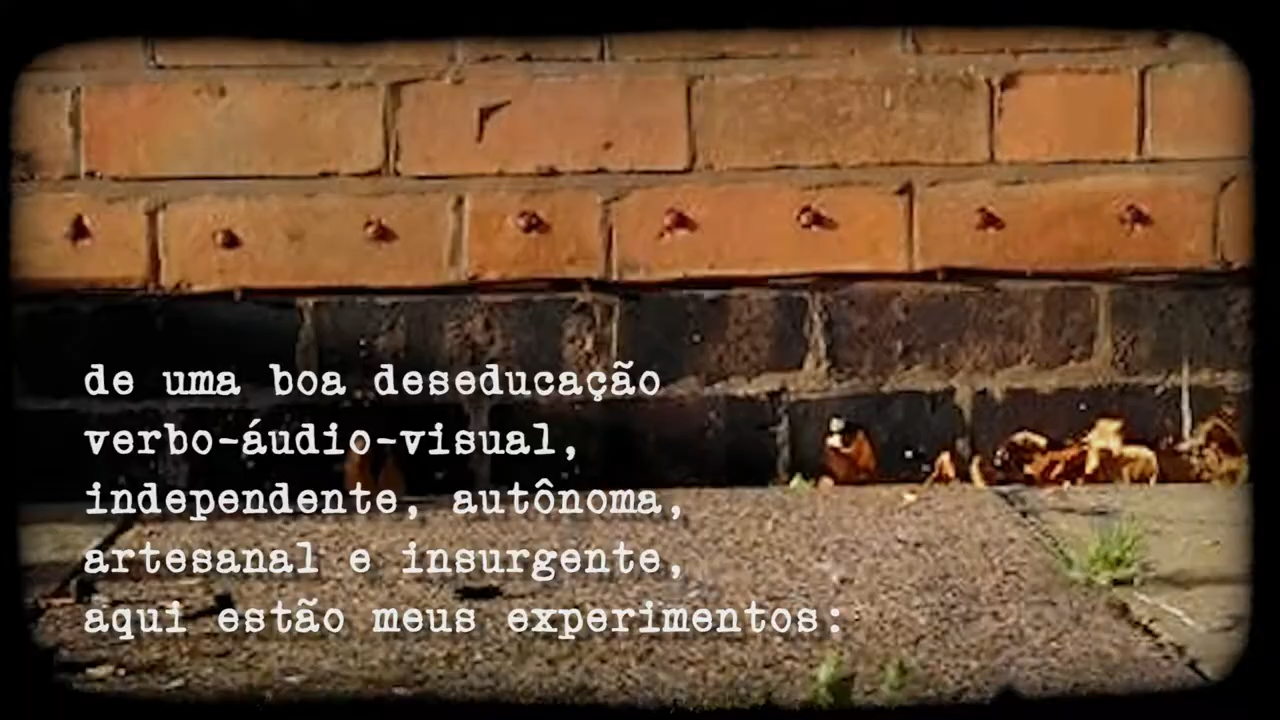 de uma boa deseducação
verbo-áudio-visual,
independente, autônoma,
artesanal e insurgente,
aqui estão meus experimentos: